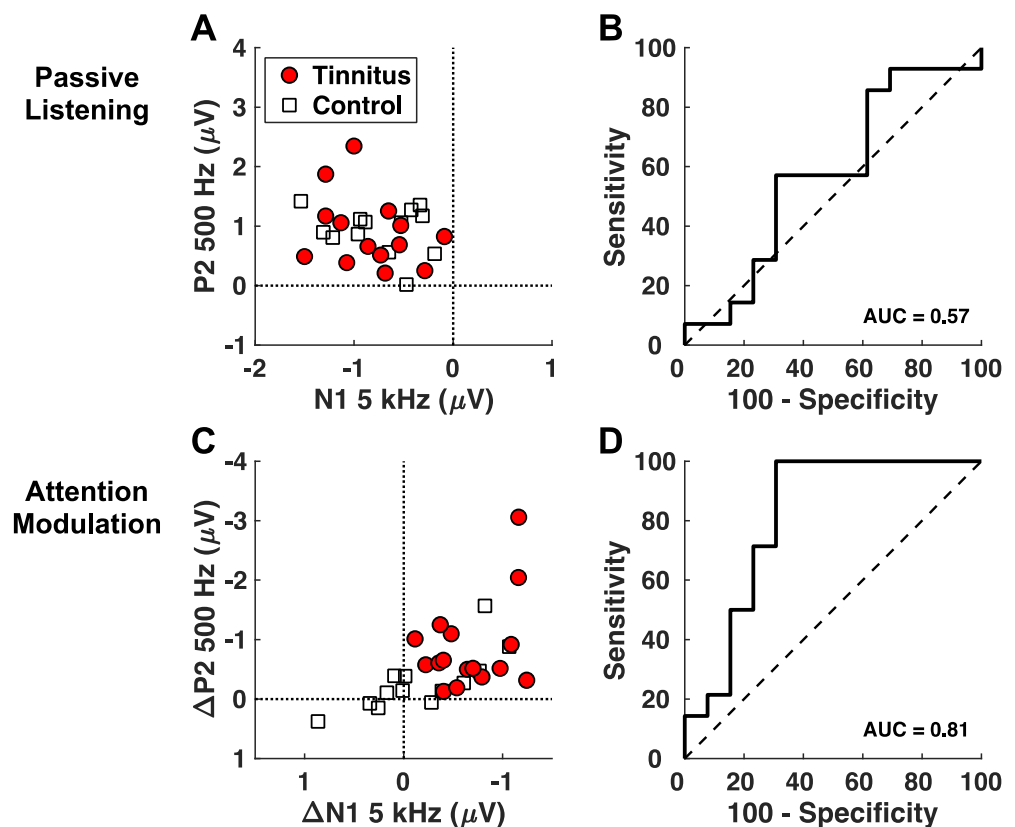 A
B
Passive
Listening
Tinnitus
Control
4
3
2
1
0
-1
P2 500 Hz (μV)
-2
-1
0
1
N1 5 kHz (μV)
100
80
60
40
20
0
Sensitivity
AUC = 0.57
0
20
40
60
80
100
100 - Specificity
C
D
Attention
Modulation
-4
-3
-2
-1
0
1
ΔP2 500 Hz (μV)
1
0
-1
ΔN1 5 kHz (μV)
100
80
60
40
20
0
Sensitivity
AUC = 0.81
0
20
40
60
80
100
100 - Specificity